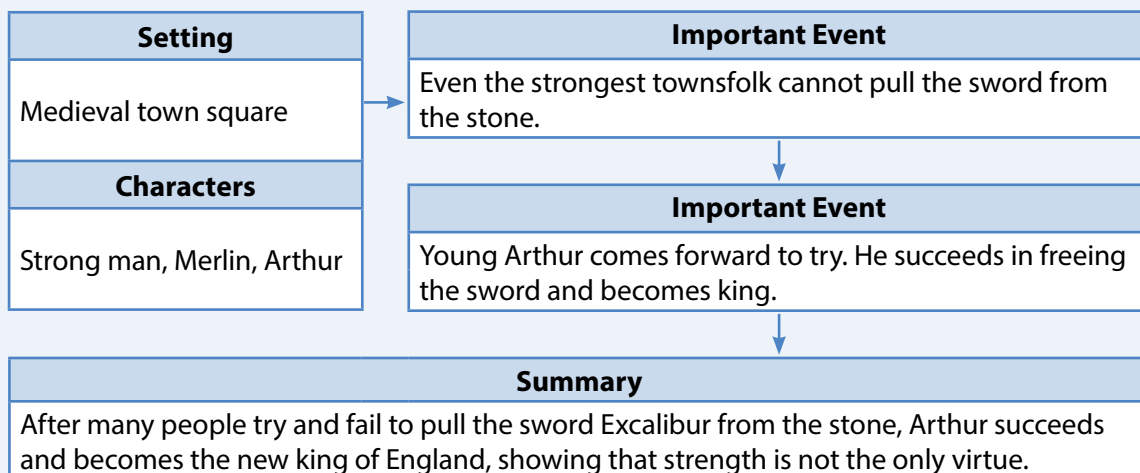 Setting
Medieval town square
Characters
Strong man, Merlin, Arthur
Important Event
Even the strongest townsfolk cannot pull the sword from
the stone.
Important Event
Young Arthur comes forward to try. He succeeds in freeing
the sword and becomes king.
Summary
After many people try and fail to pull the sword Excalibur from the stone, Arthur succeeds
and becomes the new king of England, showing that strength is not the only virtue.